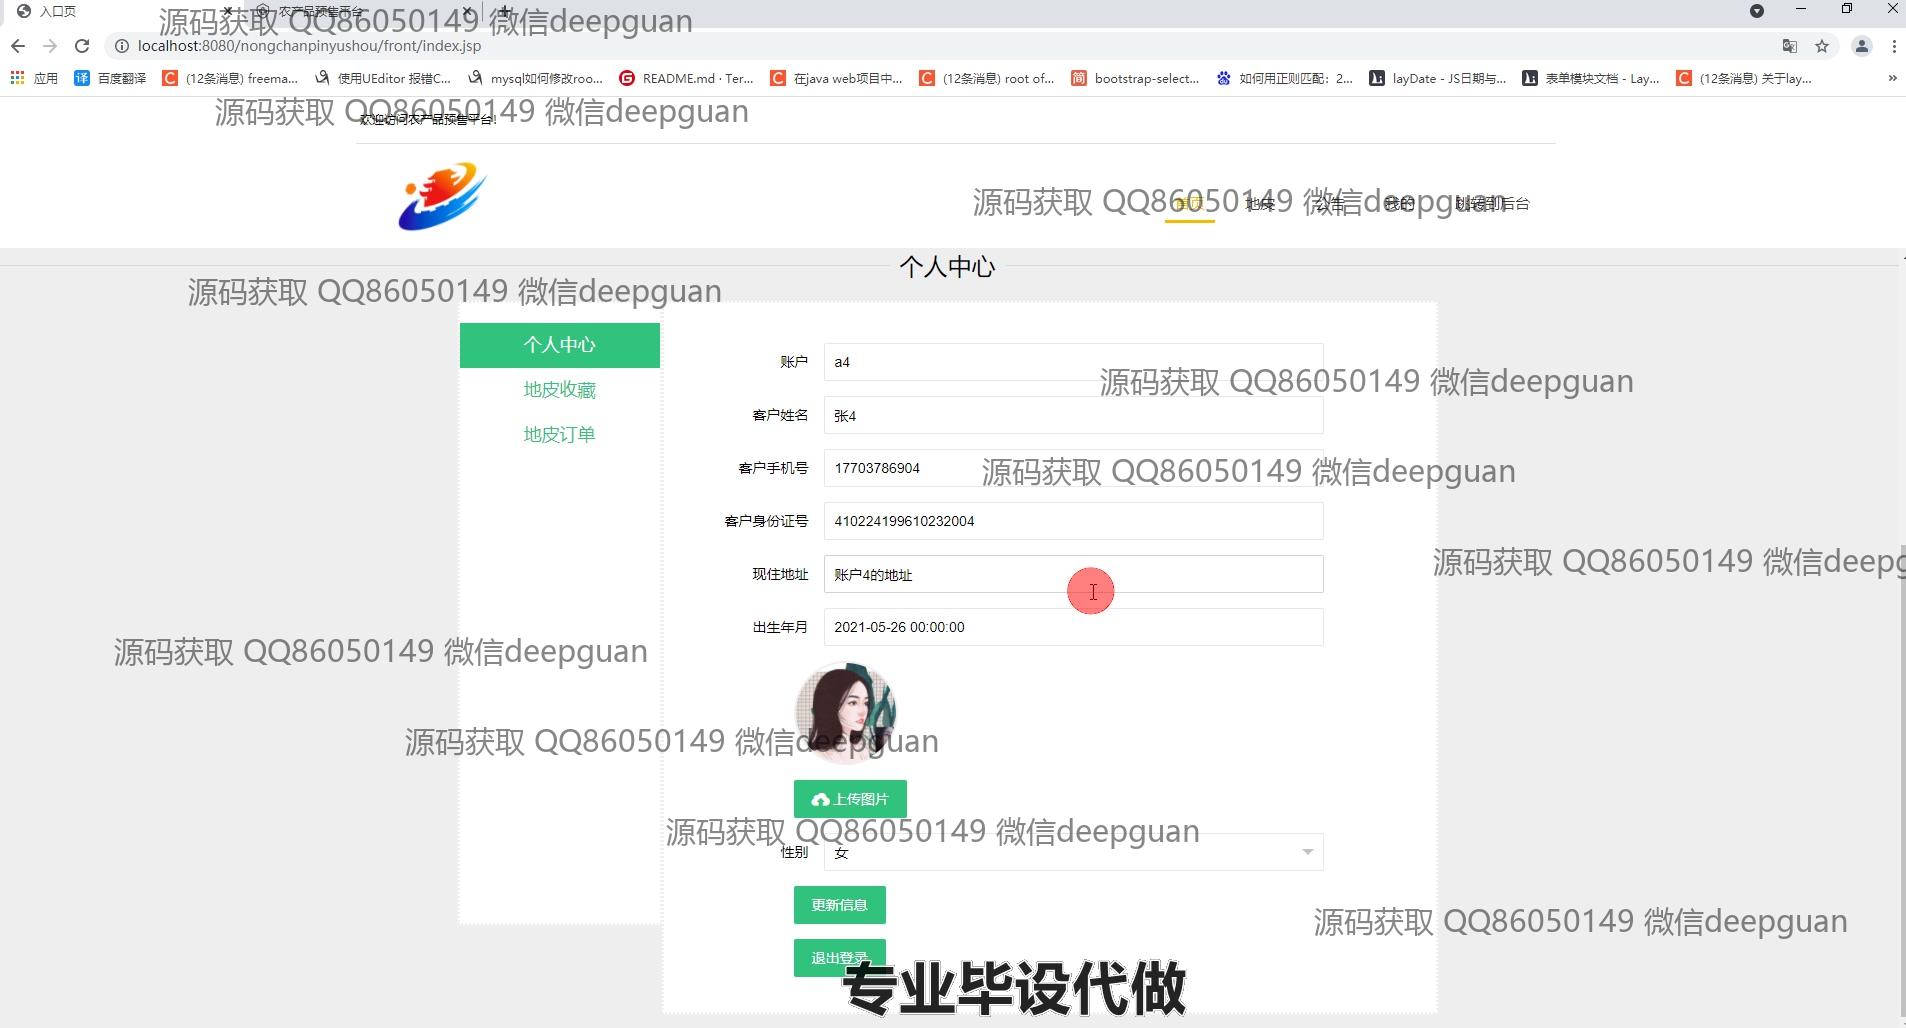 入口页
农产品预售平台
源码获取 QQ86050149 微信deepguan
localhost:8080/nongchanpinyushou/front/index.jsp
应用
百度翻译
(12条消息) freema...
使用UEditor 报错C...
mysql如何修改roo...
README.md · Ter...
在java web项目中...
(12条消息) root of...
bootstrap-select...
如何用正则匹配：2...
layDate - JS日期与...
表单模块文档 - Lay...
(12条消息) 关于lay...
源码获取 QQ86050149 微信deepguan
欢迎访问农产品预售平台!
源码获取 QQ86050149 微信deepguan
首页
地皮
公告
我的
跳转到后台
个人中心
源码获取 QQ86050149 微信deepguan
个人中心
地皮收藏
地皮订单
账户
a4
源码获取 QQ86050149 微信deepguan
客户姓名
张4
客户手机号
17703786904
源码获取 QQ86050149 微信deepguan
客户身份证号
410224199610232004
源码获取 QQ86050149 微信deepg
现住地址
账户4的地址
出生年月
2021-05-26 00:00:00
源码获取 QQ86050149 微信deepguan
源码获取 QQ86050149 微信deepguan
上传图片
源码获取 QQ86050149 微信deepguan
性别
女
更新信息
源码获取 QQ86050149 微信deepguan
退出登录
专业毕设代做